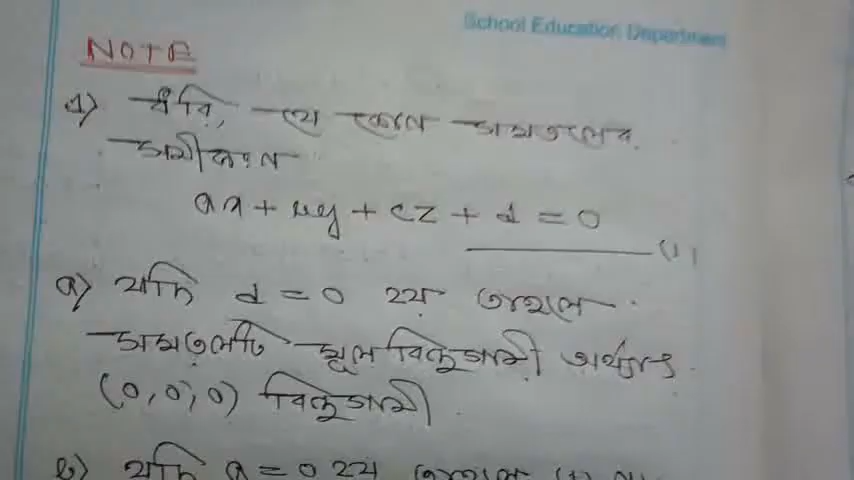 School Education Department
NOTE
1) ধরি, যে কোনো সমতলের
সমীকরণ
ax + by + cz + d = 0
(1)
a) যদি d = 0 হয় তাহলে
সমতলটি মূলবিন্দুগামী অর্থাৎ
(0,0,0) বিন্দুগামী
b) যদি a = 0 হয় তাহলে (1)